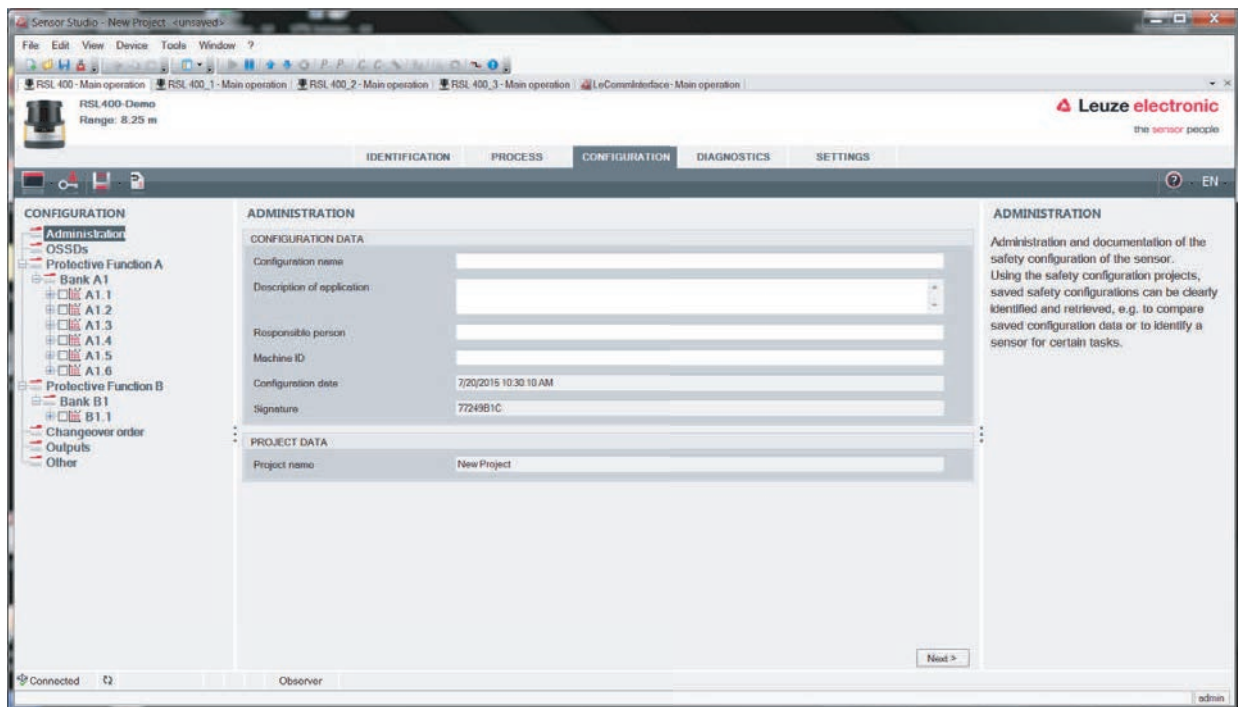 Sensor Studio - New Project <unsaved>
File Edit View Device Tools Window ?
RSL 400 - Main operation RSL 400_1 - Main operation RSL 400_2 - Main operation RSL 400_3 - Main operation LeCommInterface - Main operation
RSL400-Demo
Range: 8.25 m
Leuze electronic
the sensor people
IDENTIFICATION PROCESS CONFIGURATION DIAGNOSTICS SETTINGS
? EN
CONFIGURATION
Administration
OSSDs
Protective Function A
Bank A1
A1.1
A1.2
A1.3
A1.4
A1.5
A1.6
Protective Function B
Bank B1
B1.1
Changeover order
Outputs
Other
ADMINISTRATION
CONFIGURATION DATA
Configuration name
Description of application
Responsible person
Machine ID
Configuration date 7/20/2015 10:30:10 AM
Signature 77249B1C
PROJECT DATA
Project name New Project
Next >
ADMINISTRATION
Administration and documentation of the
safety configuration of the sensor.
Using the safety configuration projects,
saved safety configurations can be clearly
identified and retrieved, e.g. to compare
saved configuration data or to identify a
sensor for certain tasks.
Connected Observer
admin